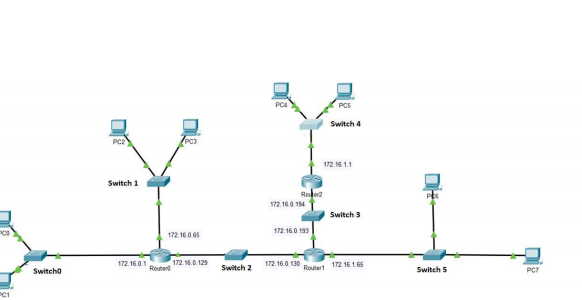 PC4
PC5
Switch 4
PC2
PC3
172.16.1.1
Switch 1
Router2
PC6
172.16.0.194
Switch 3
PC0
172.16.0.65
172.16.0.193
172.16.0.1
Router0
172.16.0.129
Switch 2
172.16.0.130
Router1
172.16.1.65
Switch0
Switch 5
PC7
PC1